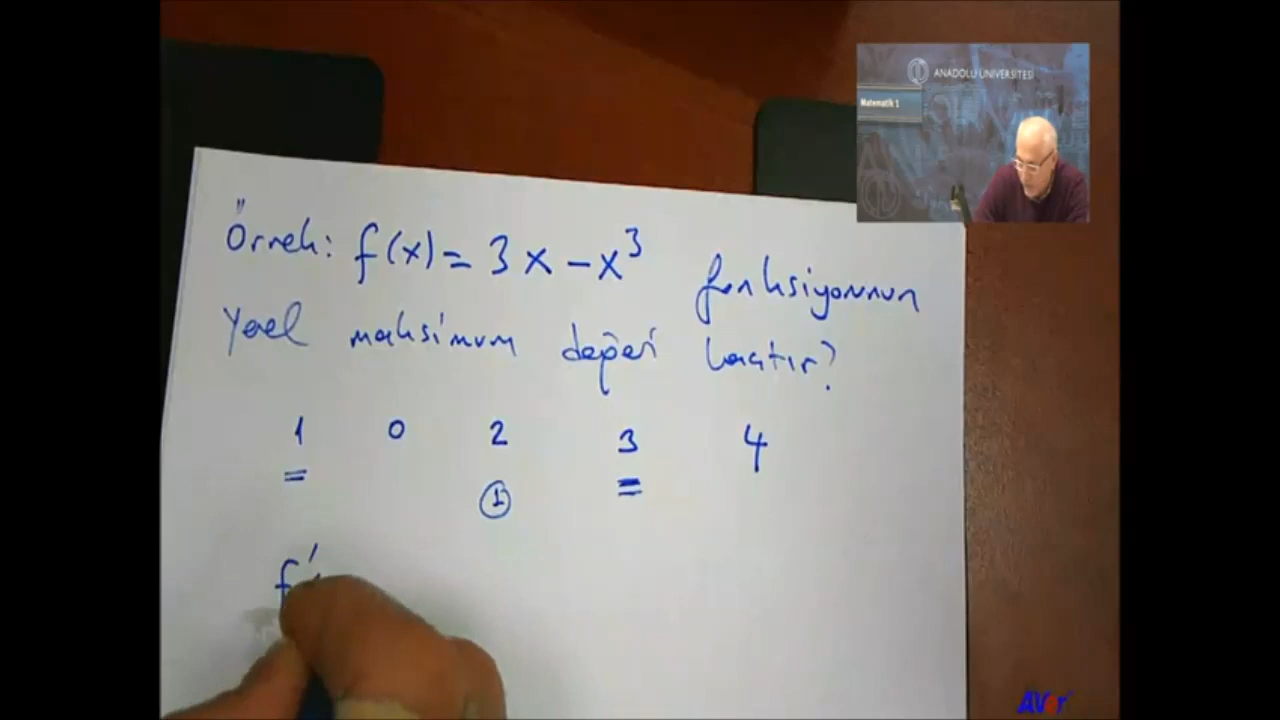 ANADOLU ÜNİVERSİTESİ
Matematik 1
Örnek: f(x) = 3x - x³ fonksiyonunun
yerel maksimum değeri kaçtır?
1 0 2 3 4
= ① =
f'